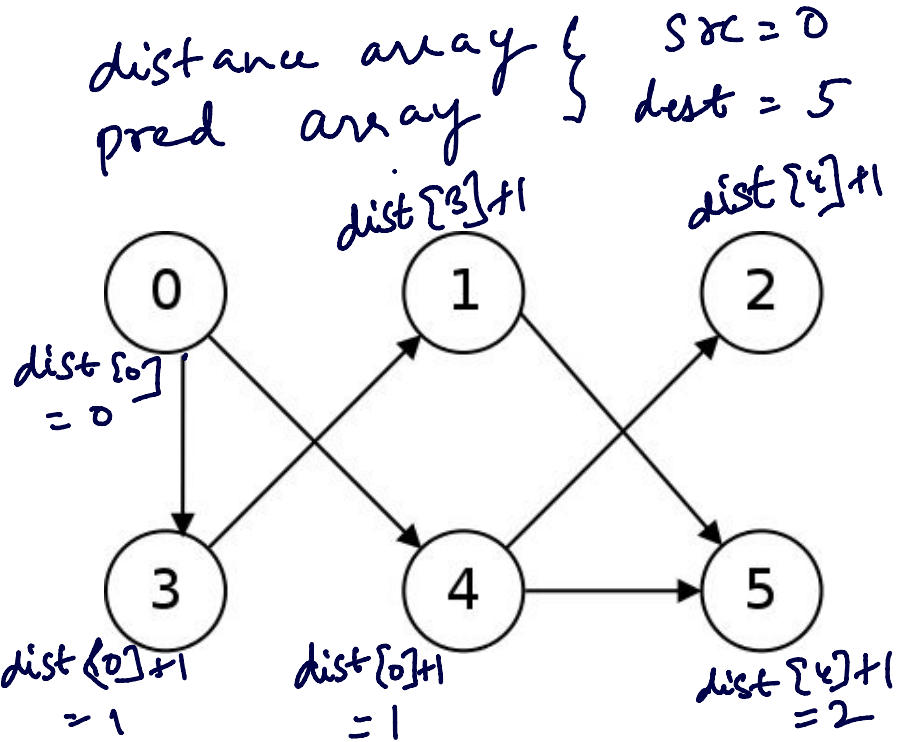 distance array { src = 0
pred array } dest = 5
dist[3]+1
dist[4]+1
0
1
2
dist[0]
= 0
3
4
5
dist[0]+1
= 1
dist[0]+1
= 1
dist[4]+1
= 2